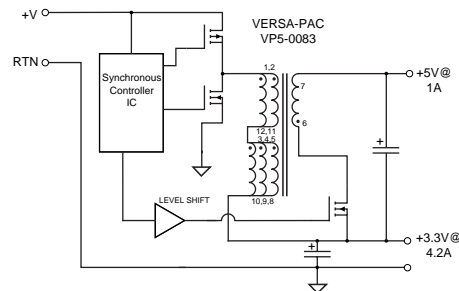 +V
VERSA-PAC
VP5-0083
RTN
Synchronous
Controller
IC
1,2
7
+5V@
1A
12,11
3,4,5
6
10,9,8
LEVEL SHIFT
+
+
+3.3V@
4.2A